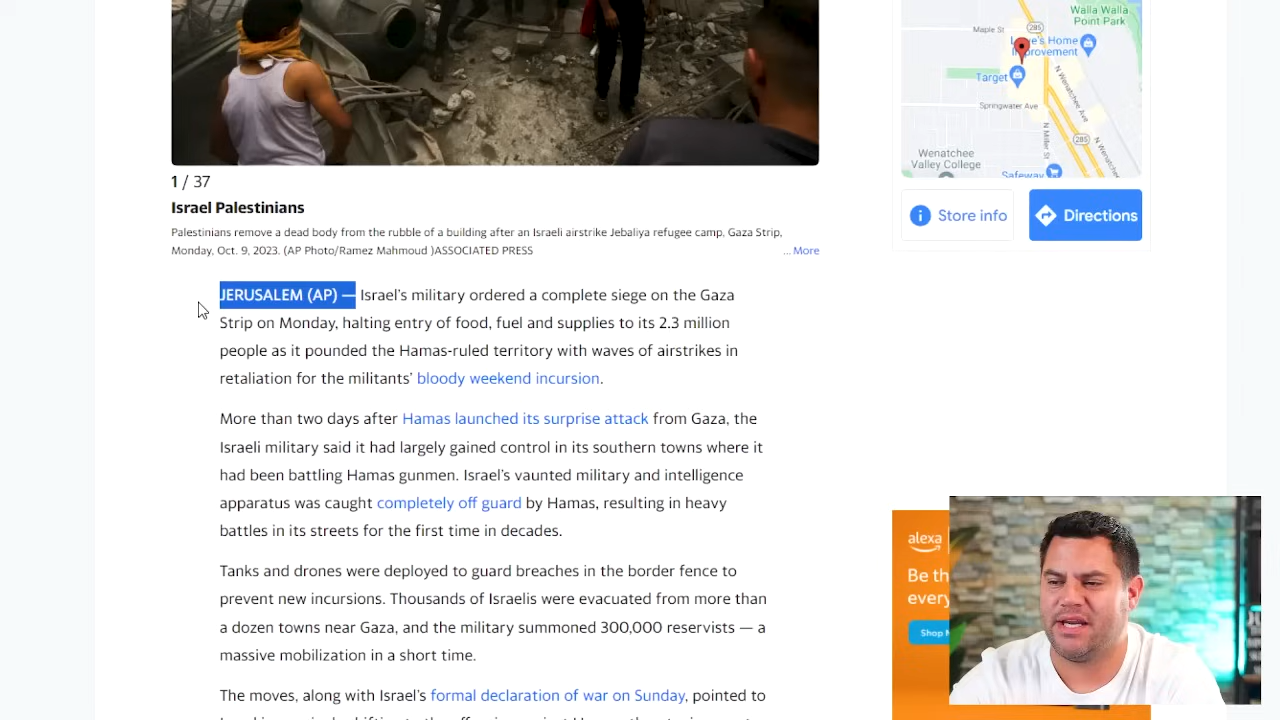 Walla Walla
Point Park
Maple St
285
Home
Improvement
Target
Springwater Ave
N Wenatchee Ave
N Miller St
285
N Wenatchee
Wenatchee
Valley College
Safeway
Store info
Directions
1 / 37
Israel Palestinians
Palestinians remove a dead body from the rubble of a building after an Israeli airstrike Jebaliya refugee camp, Gaza Strip,
Monday, Oct. 9, 2023. (AP Photo/Ramez Mahmoud )ASSOCIATED PRESS
... More
JERUSALEM (AP) — Israel’s military ordered a complete siege on the Gaza
Strip on Monday, halting entry of food, fuel and supplies to its 2.3 million
people as it pounded the Hamas-ruled territory with waves of airstrikes in
retaliation for the militants’ bloody weekend incursion.
More than two days after Hamas launched its surprise attack from Gaza, the
Israeli military said it had largely gained control in its southern towns where it
had been battling Hamas gunmen. Israel’s vaunted military and intelligence
apparatus was caught completely off guard by Hamas, resulting in heavy
battles in its streets for the first time in decades.
Tanks and drones were deployed to guard breaches in the border fence to
prevent new incursions. Thousands of Israelis were evacuated from more than
a dozen towns near Gaza, and the military summoned 300,000 reservists — a
massive mobilization in a short time.
The moves, along with Israel’s formal declaration of war on Sunday, pointed to
alexa
Be th
every
Shop